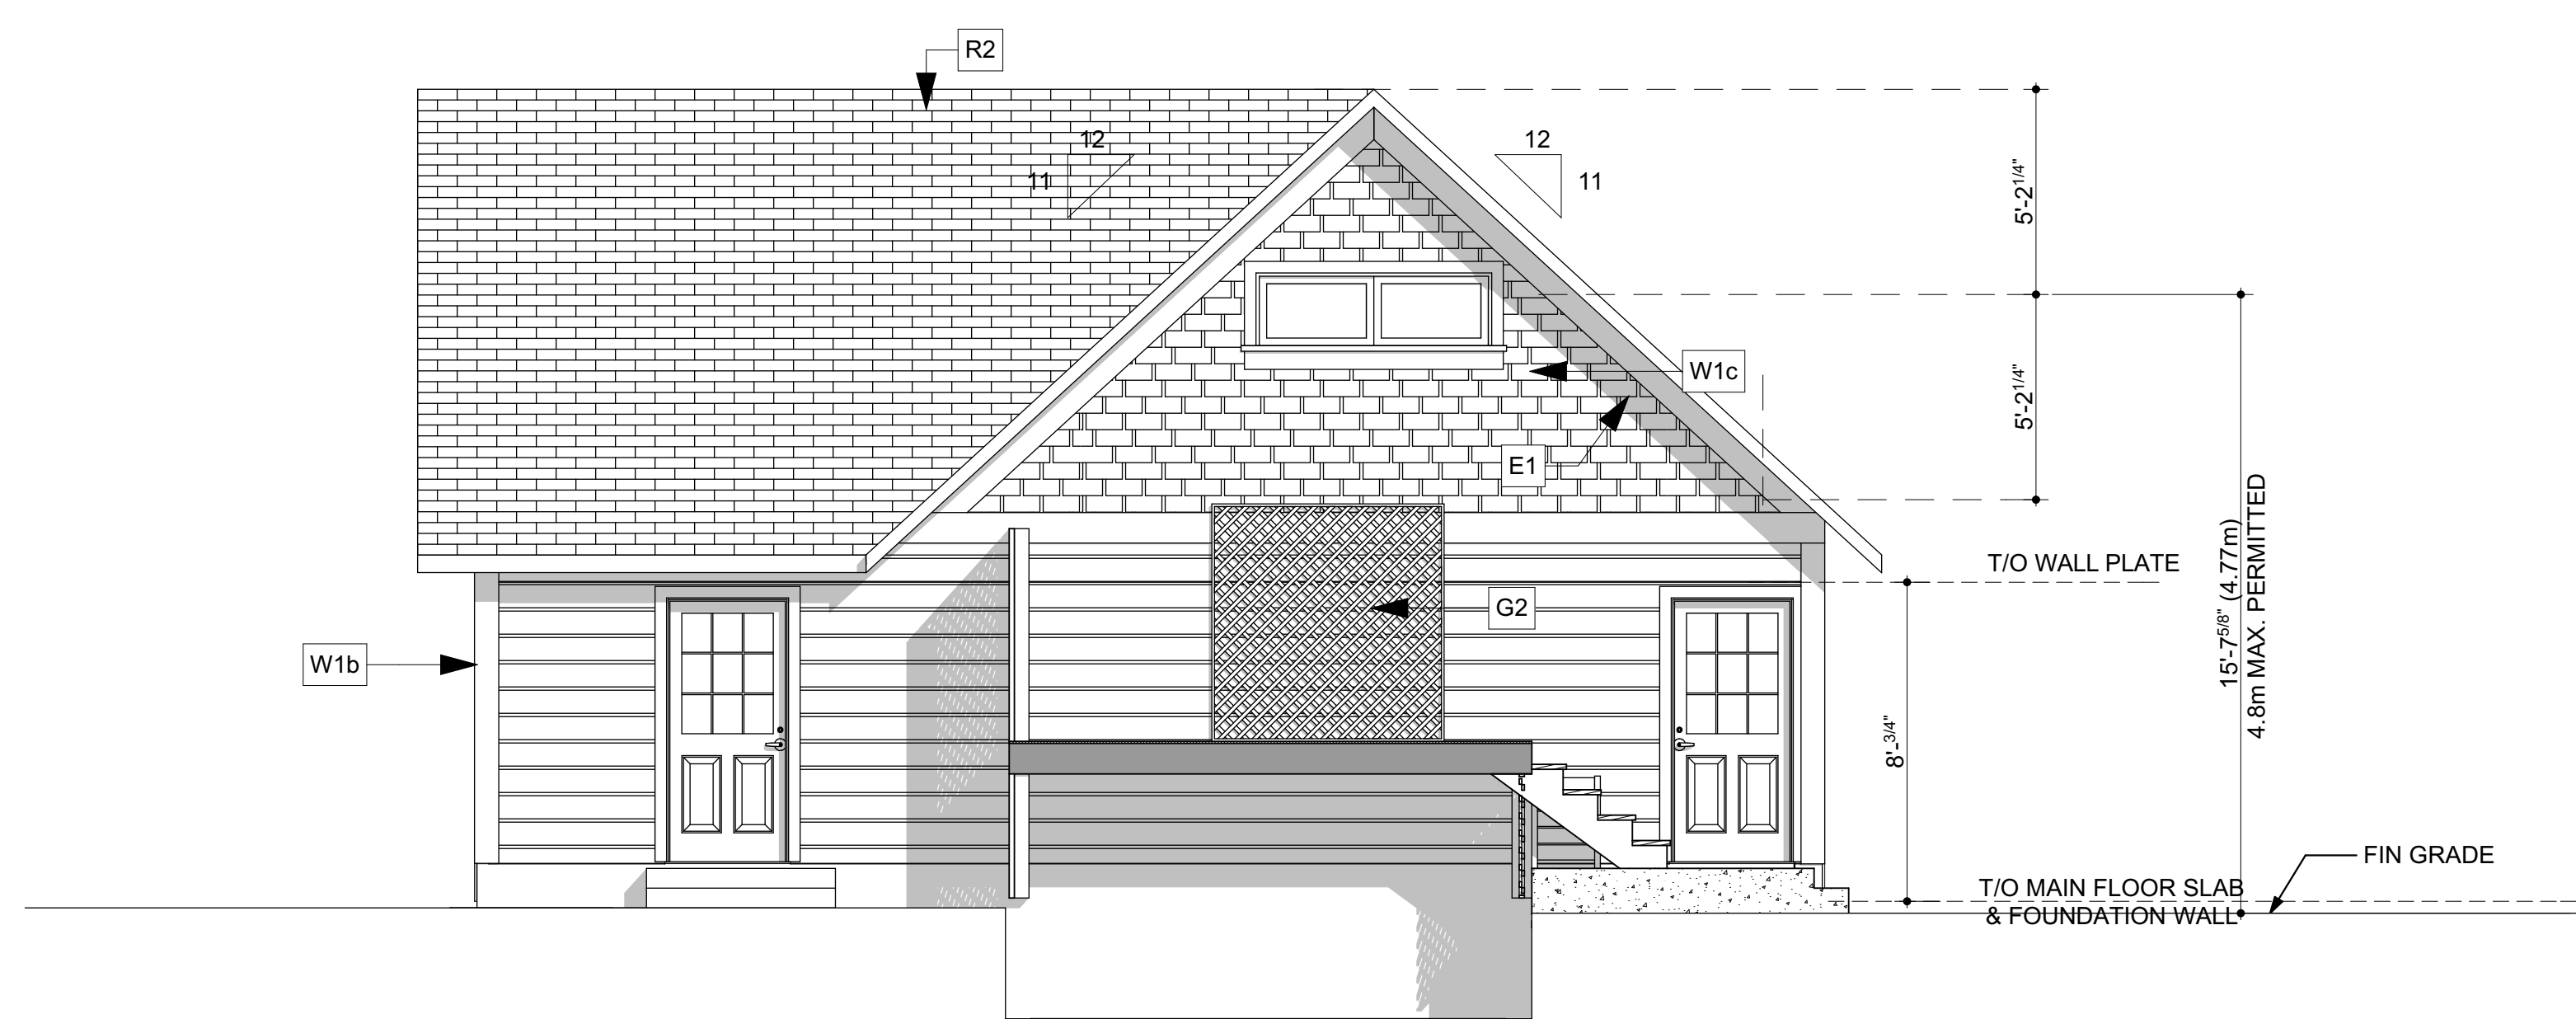 R2
12
11
12
11
5'-2 1/4"
W1c
5'-2 1/4"
E1
T/O WALL PLATE
15'-7 5/8" (4.77m)
4.8m MAX. PERMITTED
G2
W1b
8'-3/4"
FIN GRADE
T/O MAIN FLOOR SLAB
& FOUNDATION WALL